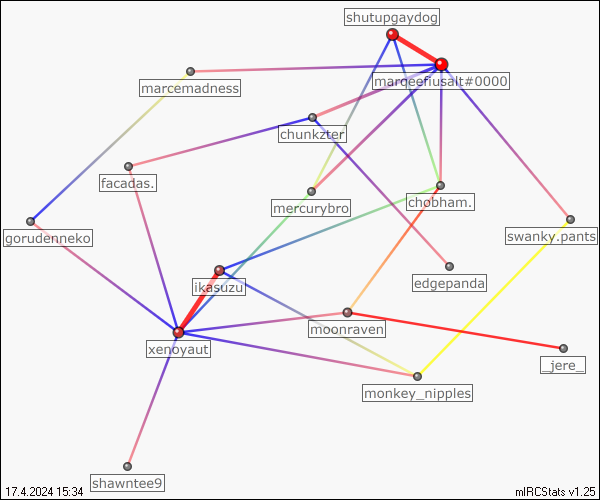 shutupgaydog
marqeefiusalt#0000
marcemadness
chunkzter
facadas.
mercurybro
chobham.
gorudenneko
swanky.pants
ikasuzu
edgepanda
moonraven
xenoyaut
_jere_
monkey_nipples
shawntee9
17.4.2024 15:34
mIRCStats v1.25